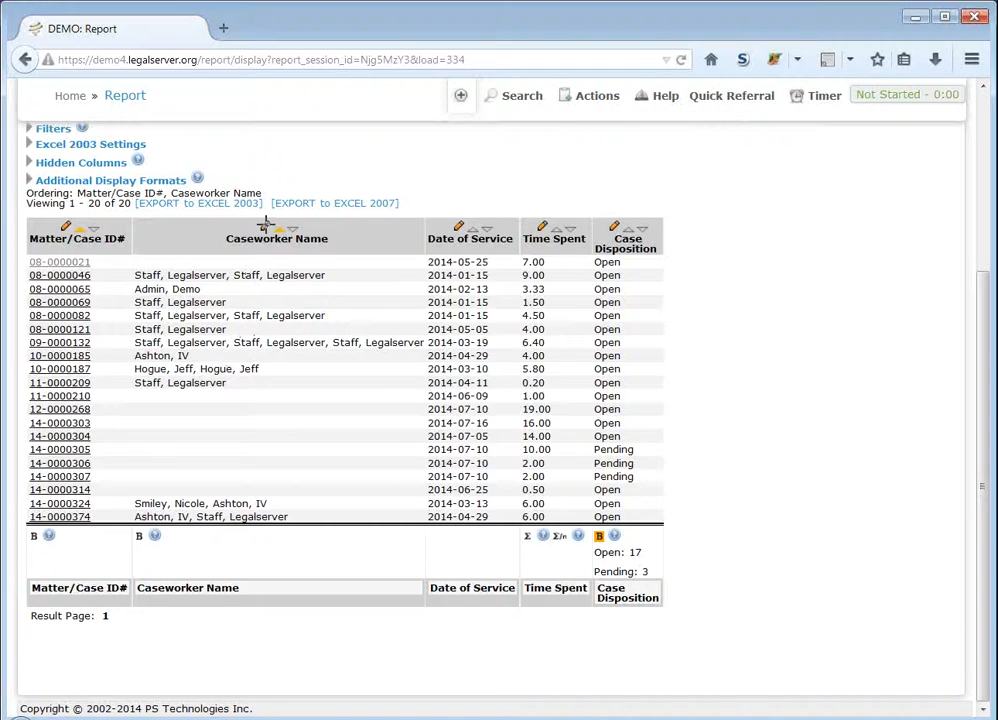 DEMO: Report
https://demo4.legalserver.org/report/display?report_session_id=Njg5MzY3&load=334
Home » Report
Search Actions Help Quick Referral Timer Not Started - 0:00
Filters
Excel 2003 Settings
Hidden Columns
Additional Display Formats
Ordering: Matter/Case ID#, Caseworker Name
Viewing 1 - 20 of 20 [EXPORT to EXCEL 2003] [EXPORT to EXCEL 2007]
Matter/Case ID# Caseworker Name Date of Service Time Spent Case Disposition
08-0000021 2014-05-25 7.00 Open
08-0000046 Staff, Legalserver, Staff, Legalserver 2014-01-15 9.00 Open
08-0000065 Admin, Demo 2014-02-13 3.33 Open
08-0000069 Staff, Legalserver 2014-01-15 1.50 Open
08-0000082 Staff, Legalserver, Staff, Legalserver 2014-01-15 4.50 Open
08-0000121 Staff, Legalserver 2014-05-05 4.00 Open
09-0000132 Staff, Legalserver, Staff, Legalserver, Staff, Legalserver 2014-03-19 6.40 Open
10-0000185 Ashton, IV 2014-04-29 4.00 Open
10-0000187 Hogue, Jeff, Hogue, Jeff 2014-03-10 5.80 Open
11-0000209 Staff, Legalserver 2014-04-11 0.20 Open
11-0000210 2014-06-09 1.00 Open
12-0000268 2014-07-10 19.00 Open
14-0000303 2014-07-16 16.00 Open
14-0000304 2014-07-05 14.00 Open
14-0000305 2014-07-10 10.00 Pending
14-0000306 2014-07-10 2.00 Pending
14-0000307 2014-07-10 2.00 Pending
14-0000314 2014-06-25 0.50 Open
14-0000324 Smiley, Nicole, Ashton, IV 2014-03-13 6.00 Open
14-0000374 Ashton, IV, Staff, Legalserver 2014-04-29 6.00 Open
B B Σ Σ/n B
Open: 17
Pending: 3
Matter/Case ID# Caseworker Name Date of Service Time Spent Case Disposition
Result Page: 1
Copyright © 2002-2014 PS Technologies Inc.